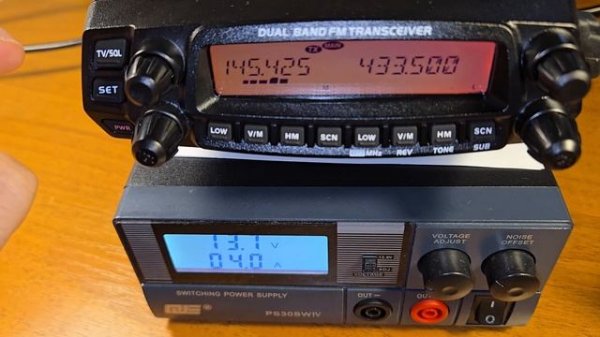 DUAL BAND FM TRANSCEIVER
TX MAIN
145.425 433.500
TV/SQL
SET
PWR
LOW V/M HM SCN LOW V/M HM SCN
MHz REV TONE SUB
13.1 V
04.0 A
VOLTAGE ADJUST
NOISE OFFSET
SWITCHING POWER SUPPLY
PS30SWIV
OUT
OUT
I
O